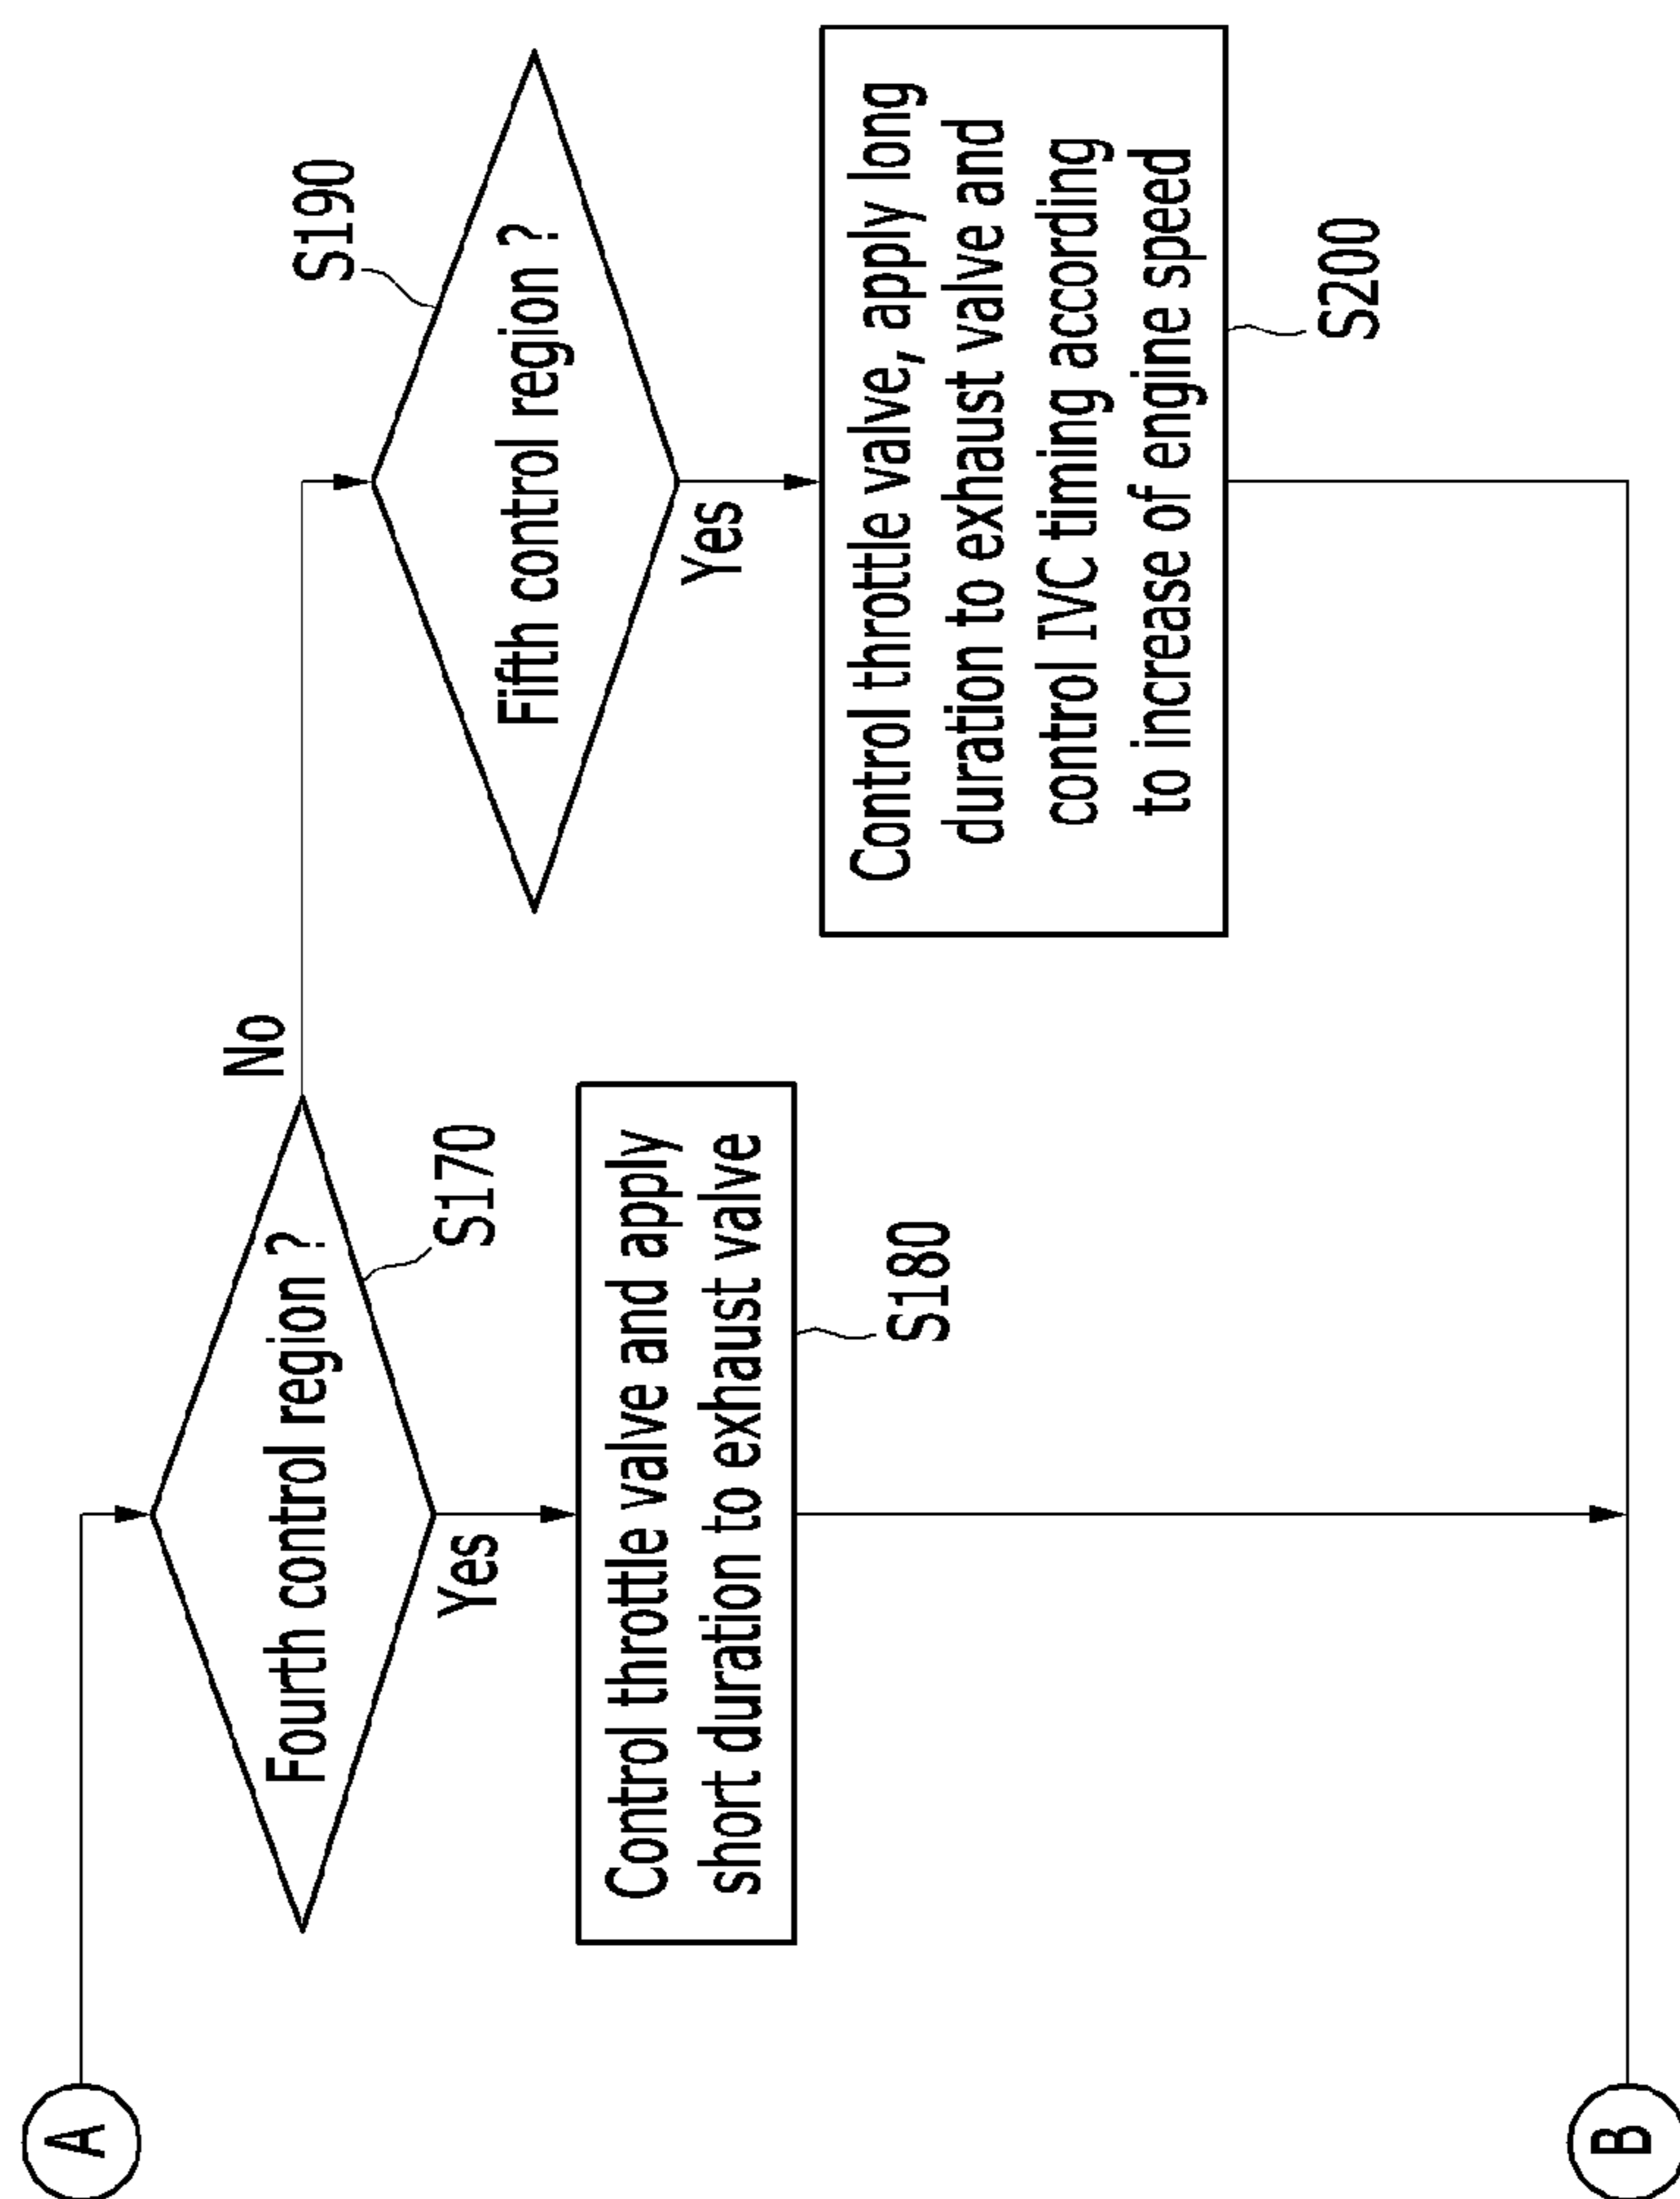 A
Fourth control region ?
No
S170
Yes
Control throttle valve and apply
short duration to exhaust valve
S180
S190
Fifth control region ?
Yes
Control throttle valve, apply long
duration to exhaust valve and
control IVC timing according
to increase of engine speed
S200
B